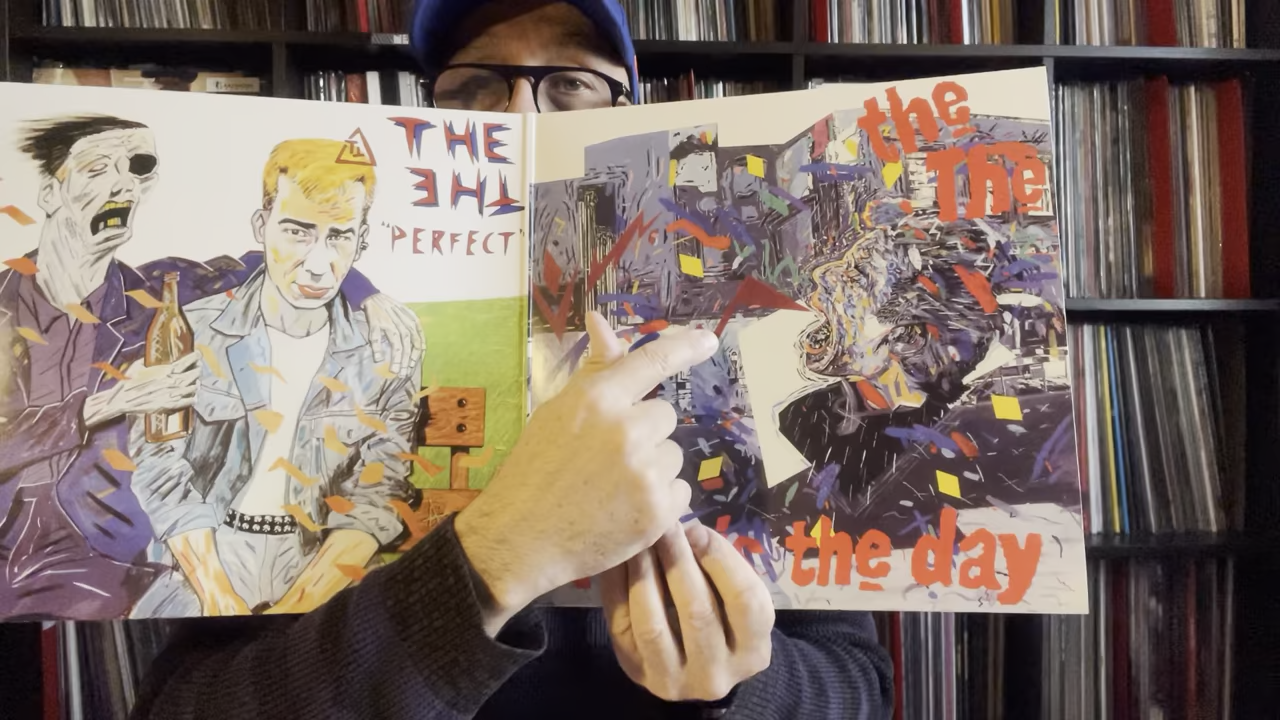 THE
THE
"PERFECT"
the
The
the day